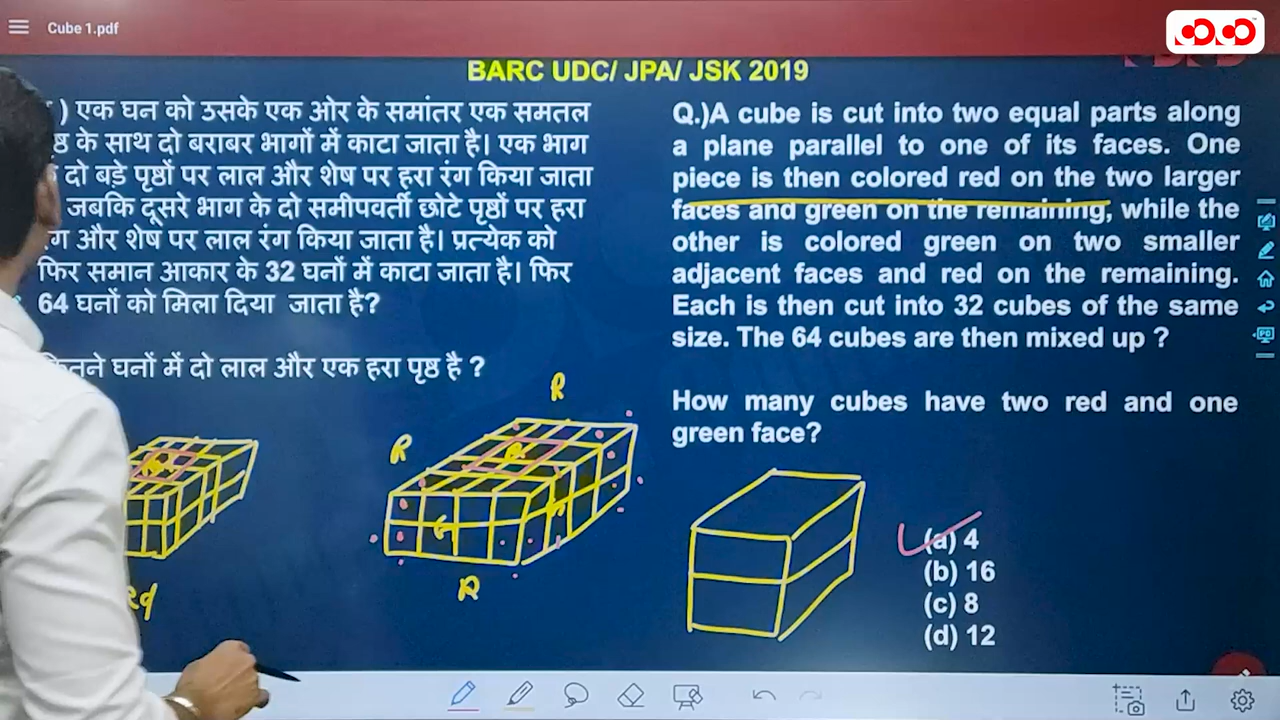 Cube 1.pdf
BARC UDC/ JPA/ JSK 2019
) एक घन को उसके एक ओर के समांतर एक समतल
के साथ दो बराबर भागों में काटा जाता है। एक भाग
दो बड़े पृष्ठों पर लाल और शेष पर हरा रंग किया जाता
जबकि दूसरे भाग के दो समीपवर्ती छोटे पृष्ठों पर हरा
और शेष पर लाल रंग किया जाता है। प्रत्येक को
फिर समान आकार के 32 घनों में काटा जाता है। फिर
64 घनों को मिला दिया जाता है?
घनों में दो लाल और एक हरा पृष्ठ है ?
Q.)A cube is cut into two equal parts along
a plane parallel to one of its faces. One
piece is then colored red on the two larger
faces and green on the remaining, while the
other is colored green on two smaller
adjacent faces and red on the remaining.
Each is then cut into 32 cubes of the same
size. The 64 cubes are then mixed up ?
How many cubes have two red and one
green face?
(a) 4
(b) 16
(c) 8
(d) 12
R
R
G
R